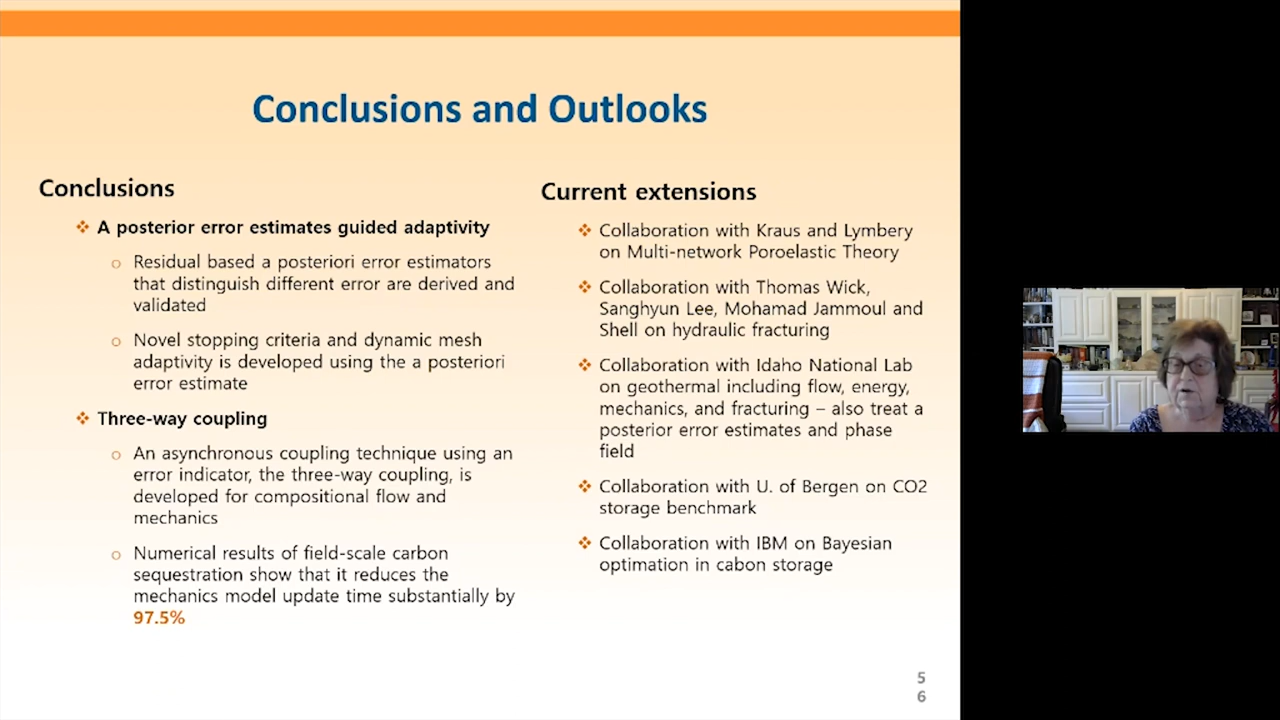 Conclusions and Outlooks
Conclusions
A posterior error estimates guided adaptivity
Residual based a posteriori error estimators
that distinguish different error are derived and
validated
Novel stopping criteria and dynamic mesh
adaptivity is developed using the a posteriori
error estimate
Three-way coupling
An asynchronous coupling technique using an
error indicator, the three-way coupling, is
developed for compositional flow and
mechanics
Numerical results of field-scale carbon
sequestration show that it reduces the
mechanics model update time substantially by
97.5%
Current extensions
Collaboration with Kraus and Lymbery
on Multi-network Poroelastic Theory
Collaboration with Thomas Wick,
Sanghyun Lee, Mohamad Jammoul and
Shell on hydraulic fracturing
Collaboration with Idaho National Lab
on geothermal including flow, energy,
mechanics, and fracturing – also treat a
posterior error estimates and phase
field
Collaboration with U. of Bergen on CO2
storage benchmark
Collaboration with IBM on Bayesian
optimation in cabon storage
5
6